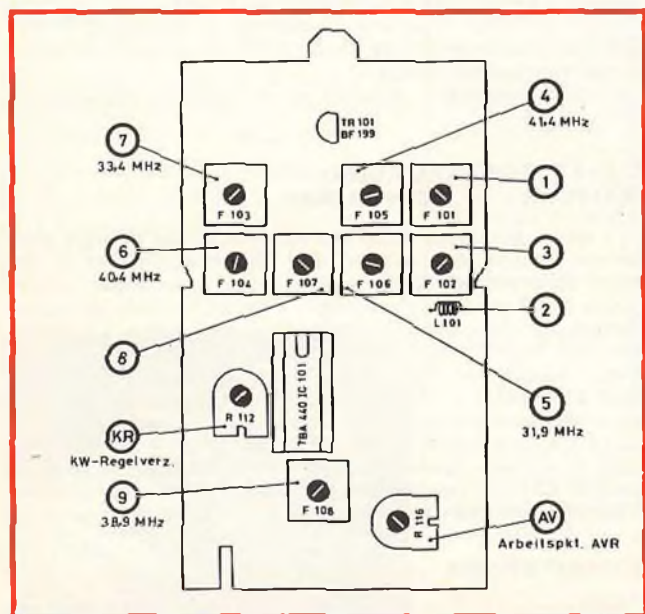 TR 101
BF 199
4
41,4 MHz
7
33,4 MHz
1
F 103
F 105
F 101
6
40,4 MHz
3
F 104
F 107
F 106
F 102
L101
2
8
5
31,9 MHz
TBA 440 IC 101
R 112
KR
KW-Regelverz.
9
38,9 MHz
F 108
R 116
AV
Arbeitspkt. AVR